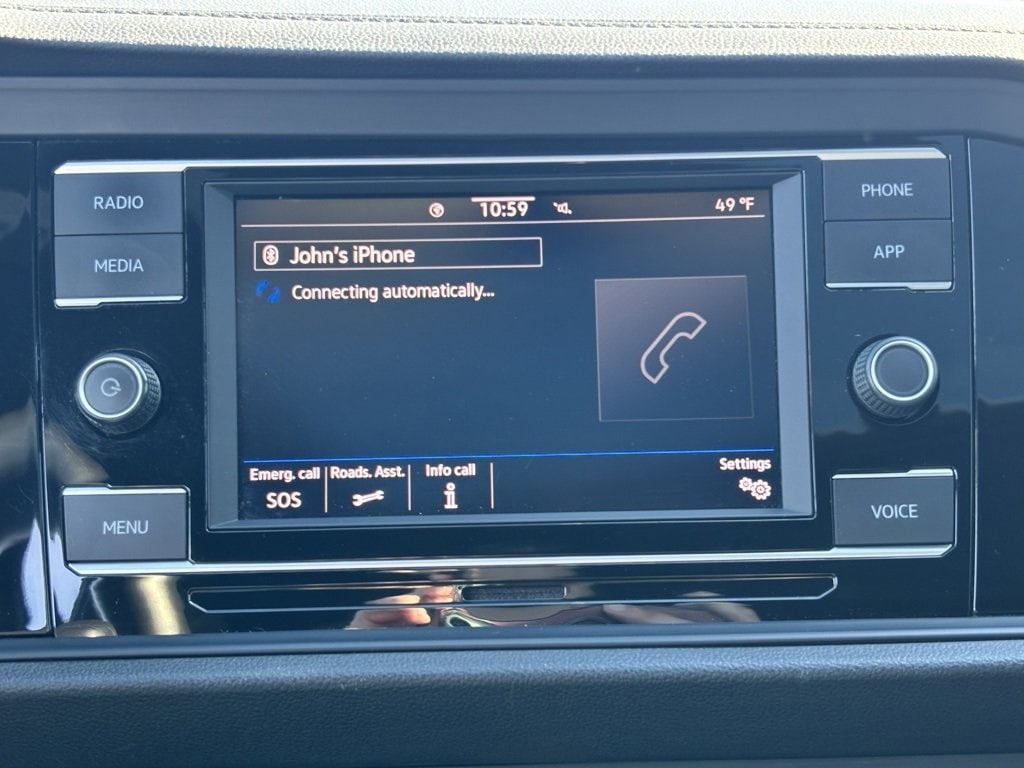 RADIO
MEDIA
MENU
10:59
49 °F
John's iPhone
Connecting automatically...
Emerg. call
SOS
Roads. Asst.
Info call
Settings
PHONE
APP
VOICE